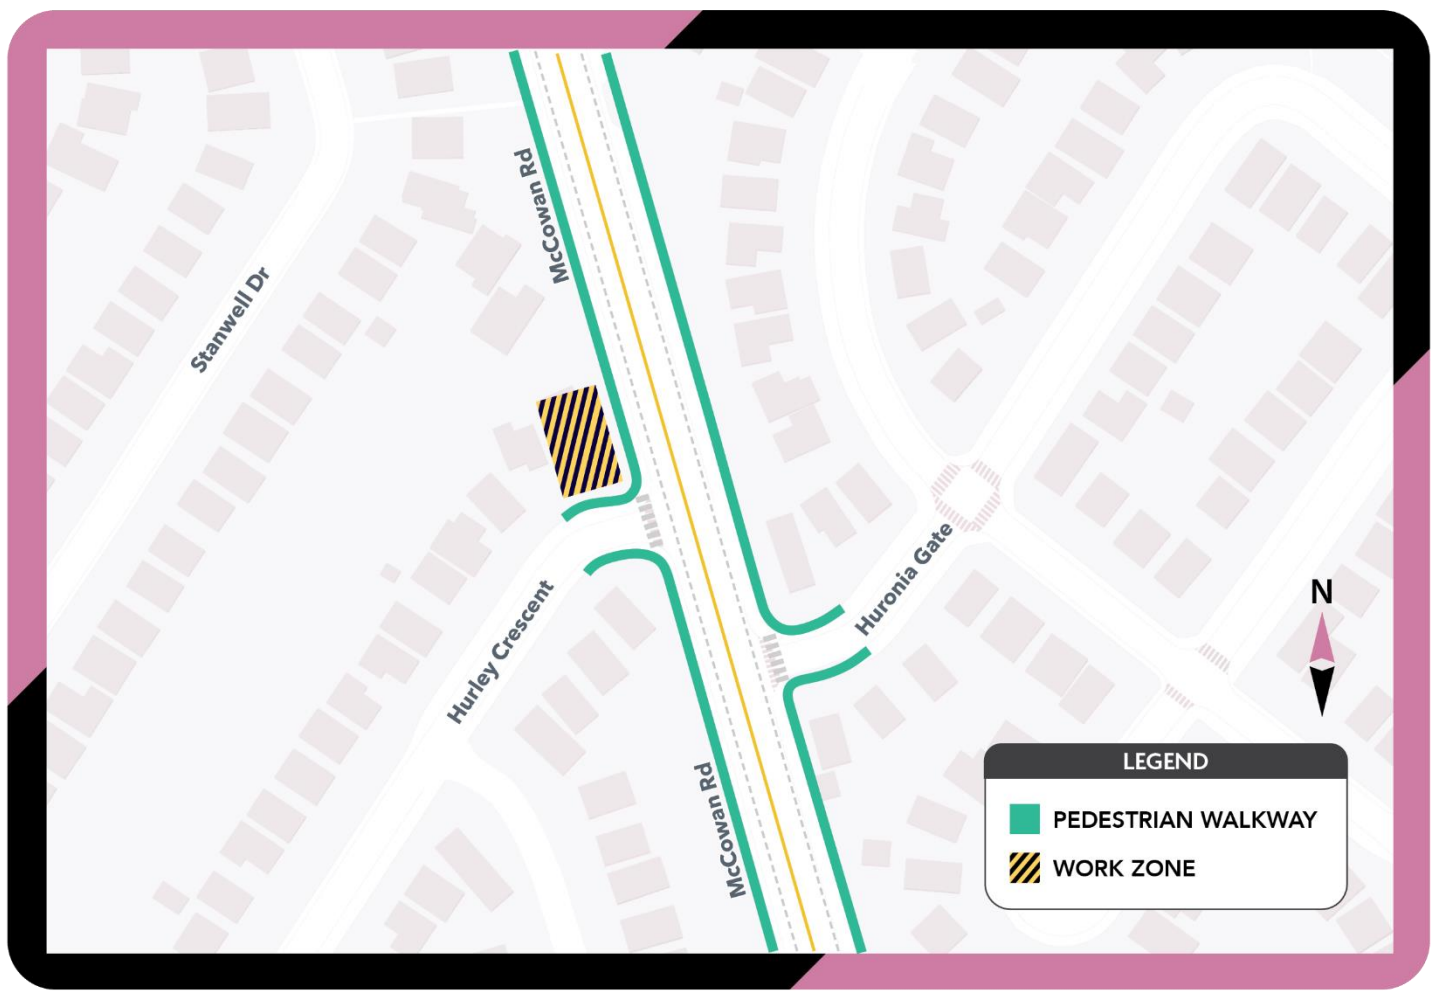 McCowan Rd
Stanwell Dr
Huronia Gate
Hurley Crescent
McCowan Rd
N
LEGEND
PEDESTRIAN WALKWAY
WORK ZONE